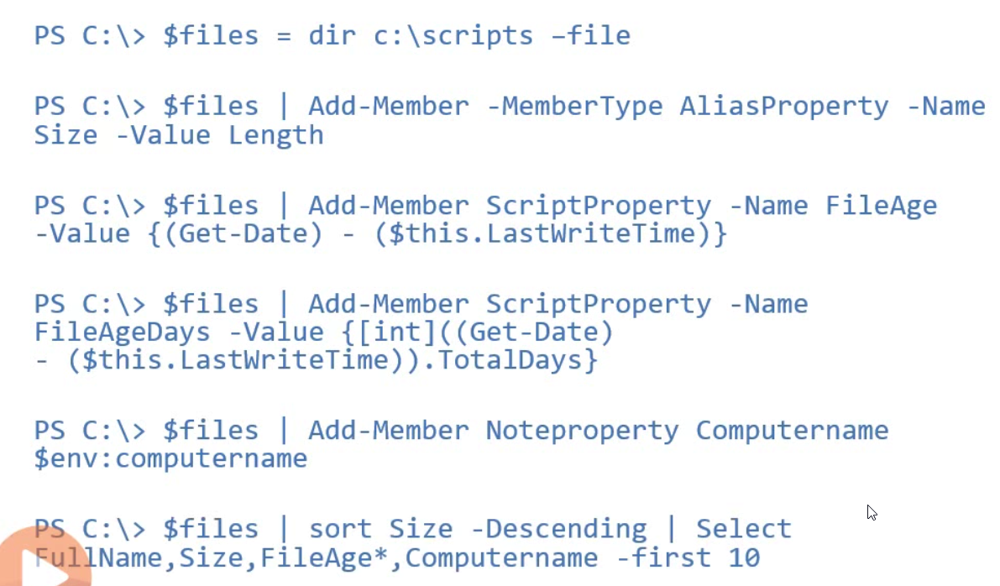 PS C:\> $files = dir c:\scripts –file
PS C:\> $files | Add-Member -MemberType AliasProperty -Name
Size -Value Length
PS C:\> $files | Add-Member ScriptProperty -Name FileAge
-Value {(Get-Date) - ($this.LastWriteTime)}
PS C:\> $files | Add-Member ScriptProperty -Name
FileAgeDays -Value {[int]((Get-Date)
- ($this.LastWriteTime)).TotalDays}
PS C:\> $files | Add-Member Noteproperty Computername
$env:computername
PS C:\> $files | sort Size -Descending | Select
FullName,Size,FileAge*,Computername -first 10